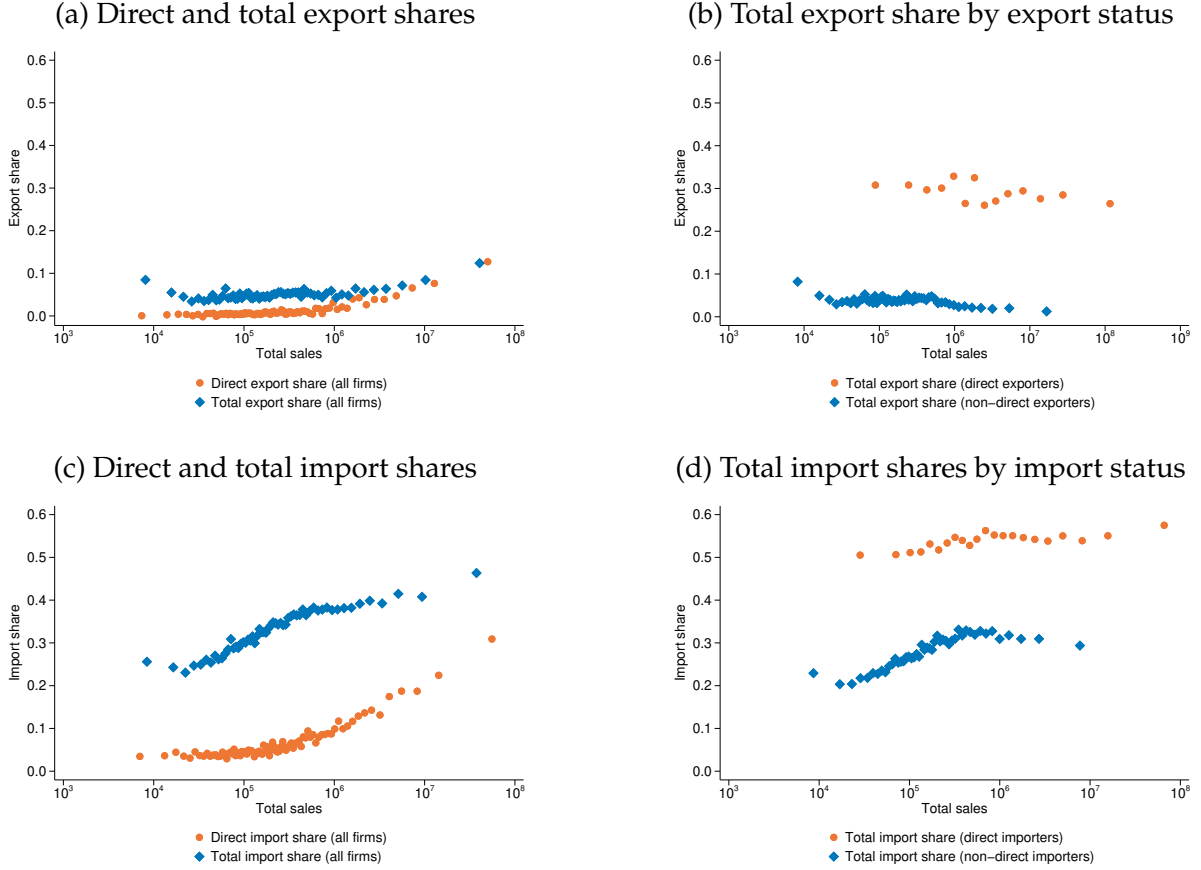 (a) Direct and total export shares
0.6
0.5
0.4
0.3
0.2
0.1
0.0
Export share
10³ 10⁴ 10⁵ 10⁶ 10⁷ 10⁸
Total sales
Direct export share (all firms)
Total export share (all firms)
(b) Total export share by export status
0.6
0.5
0.4
0.3
0.2
0.1
0.0
Export share
10³ 10⁴ 10⁵ 10⁶ 10⁷ 10⁸ 10⁹
Total sales
Total export share (direct exporters)
Total export share (non−direct exporters)
(c) Direct and total import shares
0.6
0.5
0.4
0.3
0.2
0.1
0.0
Import share
10³ 10⁴ 10⁵ 10⁶ 10⁷ 10⁸
Total sales
Direct import share (all firms)
Total import share (all firms)
(d) Total import shares by import status
0.6
0.5
0.4
0.3
0.2
0.1
0.0
Import share
10³ 10⁴ 10⁵ 10⁶ 10⁷ 10⁸
Total sales
Total import share (direct importers)
Total import share (non−direct importers)